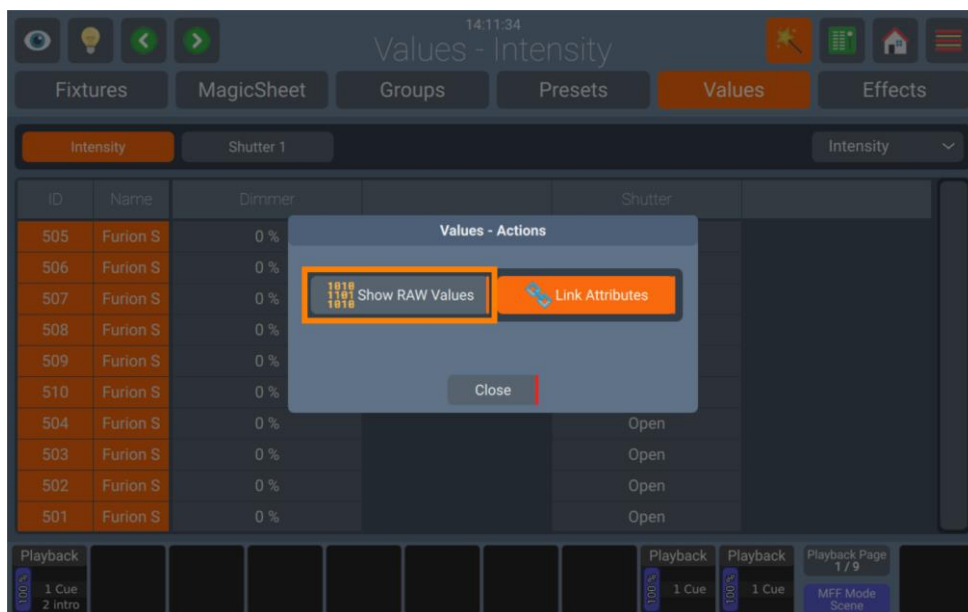 14:11:34
Values - Intensity
Fixtures MagicSheet Groups Presets Values Effects
Intensity Shutter 1 Intensity
ID Name Dimmer Shutter
505 Furion S 0 %
506 Furion S 0 %
507 Furion S 0 %
508 Furion S 0 %
509 Furion S 0 %
510 Furion S 0 %
504 Furion S 0 % Open
503 Furion S 0 % Open
502 Furion S 0 % Open
501 Furion S 0 % Open
Values - Actions
1010
1101
1010
Show RAW Values Link Attributes
Close
Playback Playback Playback Playback Page
1 / 9
100 % 1 Cue 100 % 1 Cue 100 % 1 Cue MFF Mode
2 intro Scene